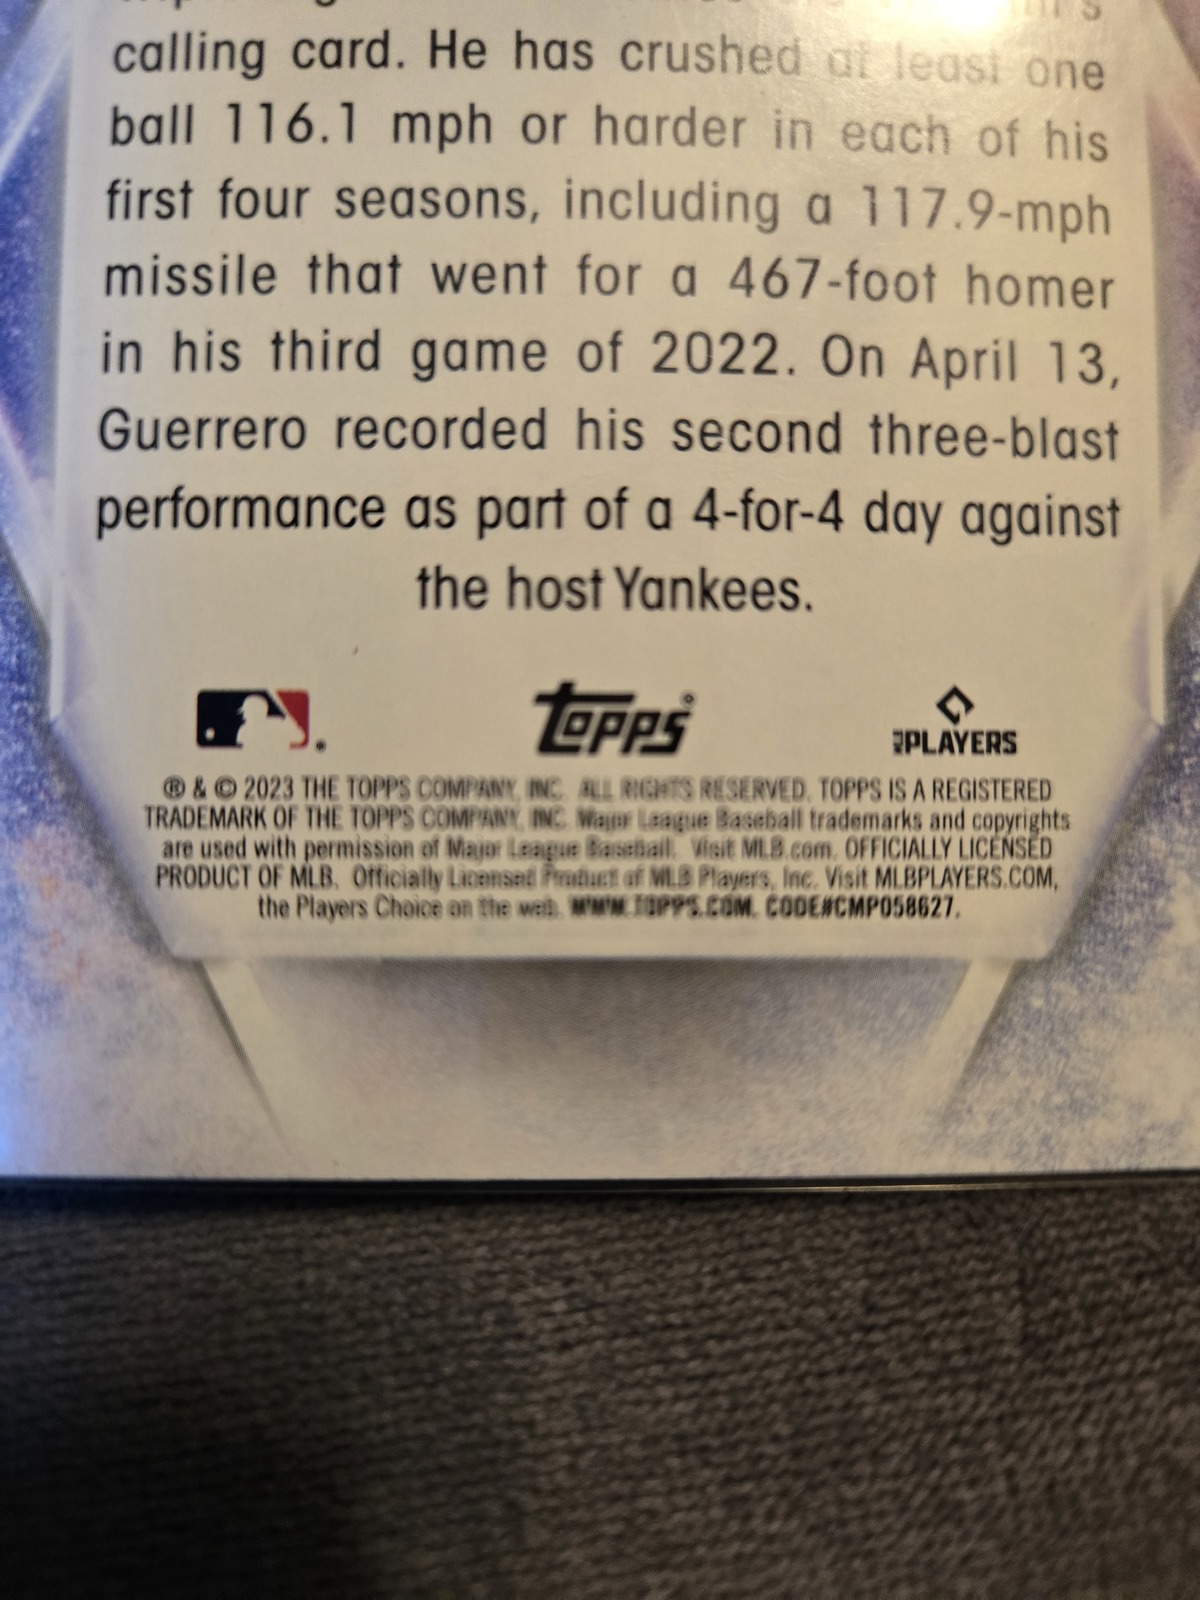 calling card. He has crushed at least one
ball 116.1 mph or harder in each of his
first four seasons, including a 117.9-mph
missile that went for a 467-foot homer
in his third game of 2022. On April 13,
Guerrero recorded his second three-blast
performance as part of a 4-for-4 day against
the host Yankees.
Topps®
MLB PLAYERS
® & © 2023 THE TOPPS COMPANY, INC. ALL RIGHTS RESERVED. TOPPS IS A REGISTERED
TRADEMARK OF THE TOPPS COMPANY, INC. Major League Baseball trademarks and copyrights
are used with permission of Major League Baseball. Visit MLB.com. OFFICIALLY LICENSED
PRODUCT OF MLB. Officially Licensed Product of MLB Players, Inc. Visit MLBPLAYERS.COM,
the Players Choice on the web. WWW.TOPPS.COM. CODE#CMP058627.